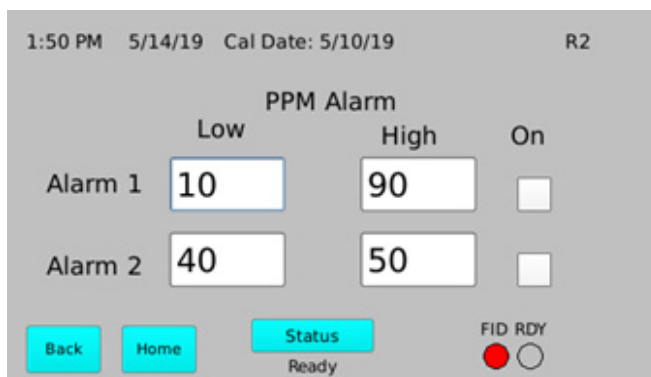 1:50 PM 5/14/19 Cal Date: 5/10/19 R2
PPM Alarm
Low High On
Alarm 1 10 90
Alarm 2 40 50
Back Home Status FID RDY
Ready